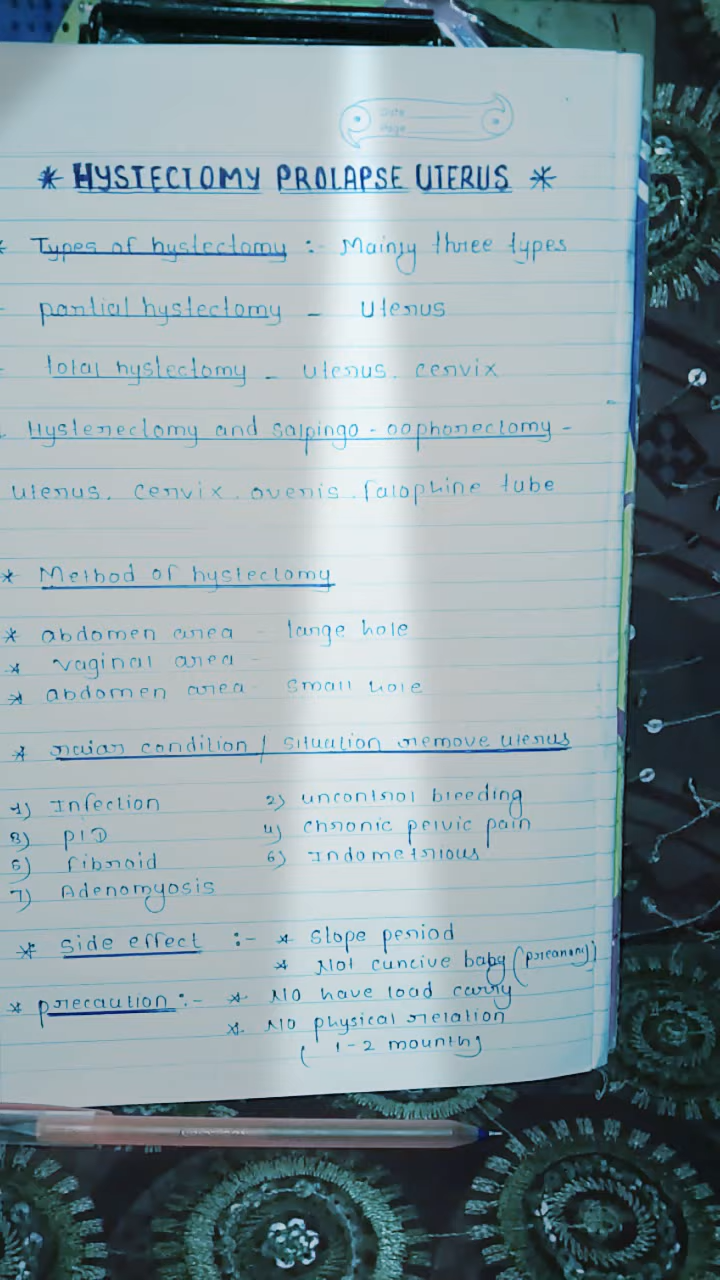 Date
Page
* HYSTECTOMY PROLAPSE UTERUS *
* Types of hystectomy :- Mainly three types
- partial hystectomy - Uterus
- total hystectomy - uterus. cervix
. Hysterectomy and salpingo - oophorectomy -
uterus. cervix. overis. falophine tube
* Method of hystectomy
* abdomen area - large hole
* vaginal area -
* abdomen area - small hole
* condition / situation remove uterus
1) Infection 2) uncontrol bleeding
3) PID 4) chronic pelvic pain
5) fibroid 6) Indometrious
7) Adenomyosis
* Side effect :- * Slope period
* Not cuncive baby
* precaution :- * NO have load carry
* NO physical relation
( 1-2 mounth)